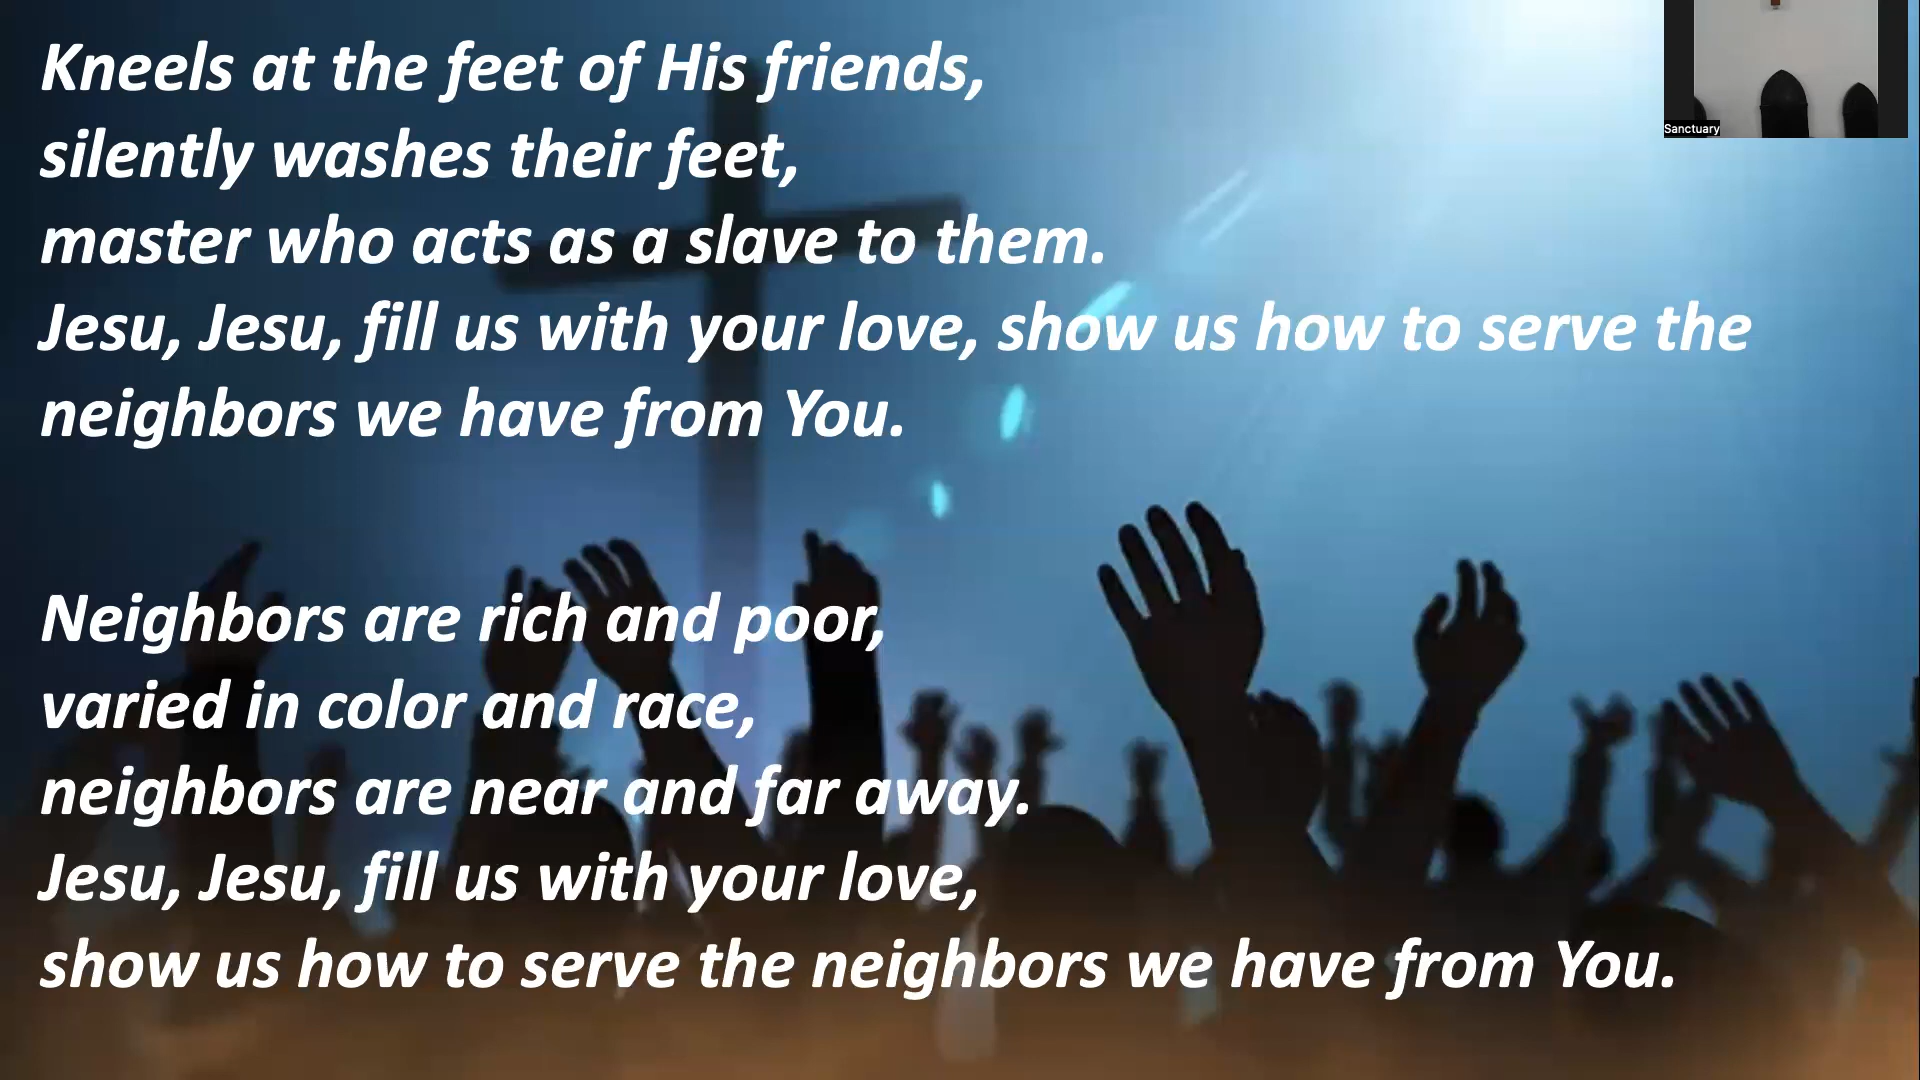 Kneels at the feet of His friends,
silently washes their feet,
master who acts as a slave to them.
Jesu, Jesu, fill us with your love, show us how to serve the
neighbors we have from You.
Neighbors are rich and poor,
varied in color and race,
neighbors are near and far away.
Jesu, Jesu, fill us with your love,
show us how to serve the neighbors we have from You.
Sanctuary